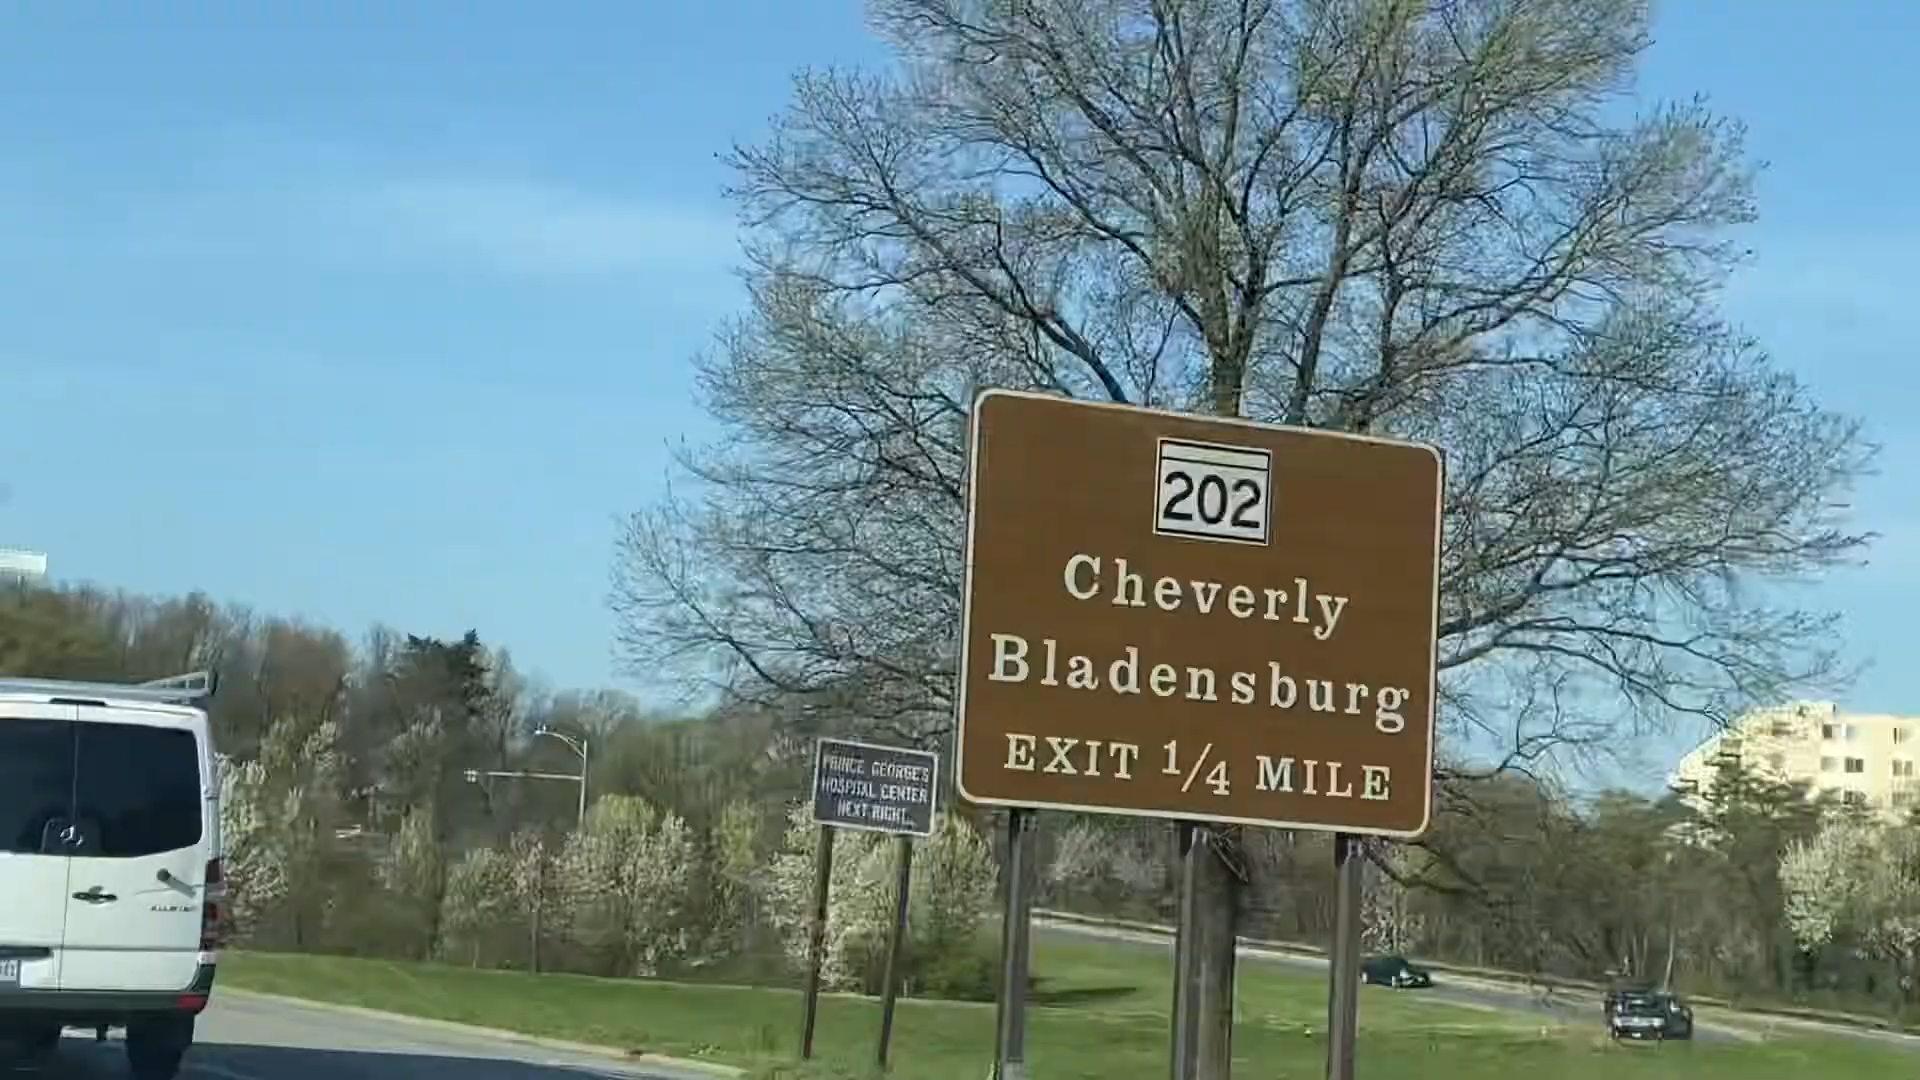 202
Cheverly
Bladensburg
EXIT 1/4 MILE
PRINCE GEORGE'S
HOSPITAL CENTER
NEXT RIGHT